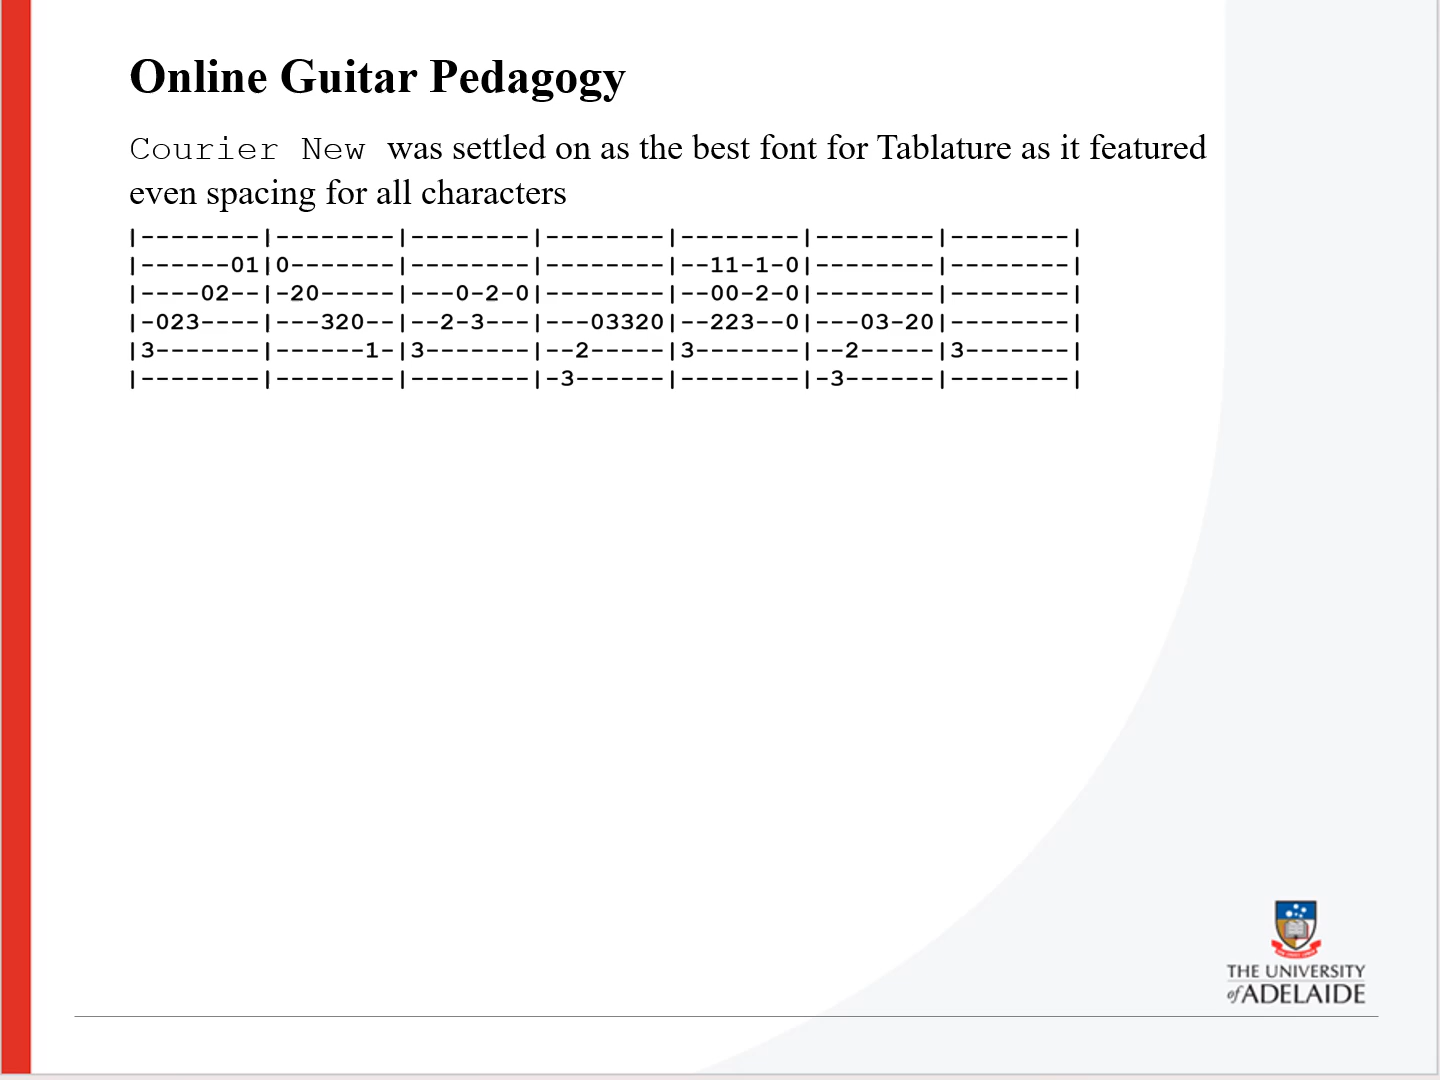 Online Guitar Pedagogy
Courier New was settled on as the best font for Tablature as it featured
even spacing for all characters
|--------|--------|--------|--------|--------|--------|--------|
|------01|0-------|--------|--------|--11-1-0|--------|--------|
|----02--|-20-----|---0-2-0|--------|--00-2-0|--------|--------|
|-023----|---320--|--2-3---|---03320|--223--0|---03-20|--------|
|3-------|------1-|3-------|--2-----|3-------|--2-----|3-------|
|--------|--------|--------|-3------|--------|-3------|--------|
THE UNIVERSITY
of ADELAIDE